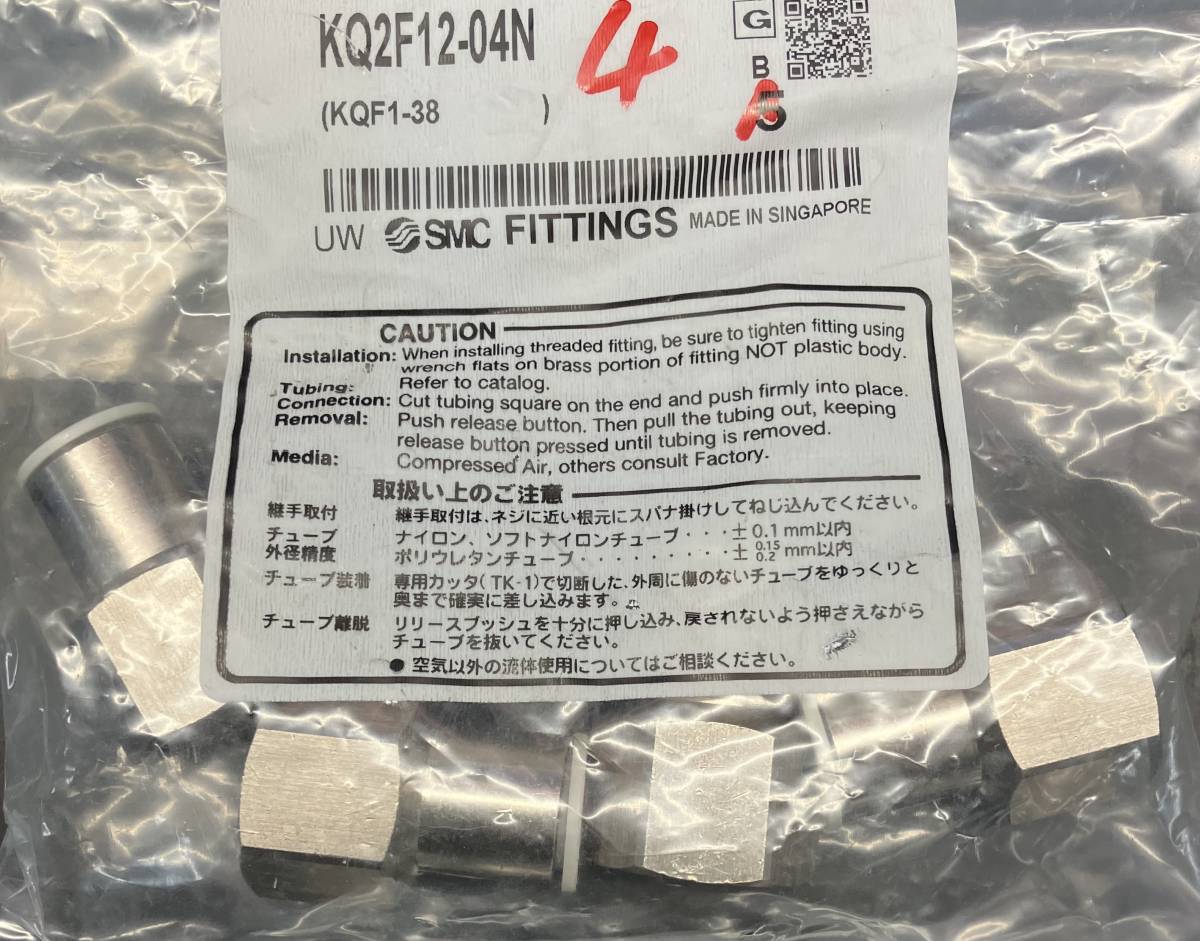 KQ2F12-04N
4
G
B
5
(KQF1-38 )
UW SMC FITTINGS MADE IN SINGAPORE
CAUTION
Installation: When installing threaded fitting, be sure to tighten fitting using
wrench flats on brass portion of fitting NOT plastic body.
Tubing: Refer to catalog.
Connection: Cut tubing square on the end and push firmly into place.
Removal: Push release button. Then pull the tubing out, keeping
release button pressed until tubing is removed.
Media: Compressed Air, others consult Factory.
取扱い上のご注意
継手取付 継手取付は、ネジに近い根元にスパナ掛けしてねじ込んでください。
チューブ ナイロン、ソフトナイロンチューブ・・・± 0.1 mm以内
外径精度 ポリウレタンチューブ・・・・・・・・・± 0.15 0.2 mm以内
チューブ装着 専用カッタ(TK-1)で切断した、外周に傷のないチューブをゆっくりと
奥まで確実に差し込みます。
チューブ離脱 リリースブッシュを十分に押し込み、戻されないよう押さえながら
チューブを抜いてください。
● 空気以外の流体使用についてはご相談ください。